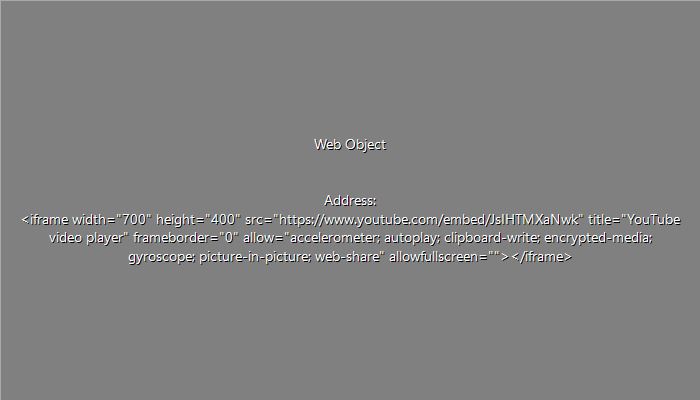 Web Object
Address:
<iframe width="700" height="400" src="https://www.youtube.com/embed/JsIHTMXaNwk" title="YouTube
video player" frameborder="0" allow="accelerometer; autoplay; clipboard-write; encrypted-media;
gyroscope; picture-in-picture; web-share" allowfullscreen=""></iframe>